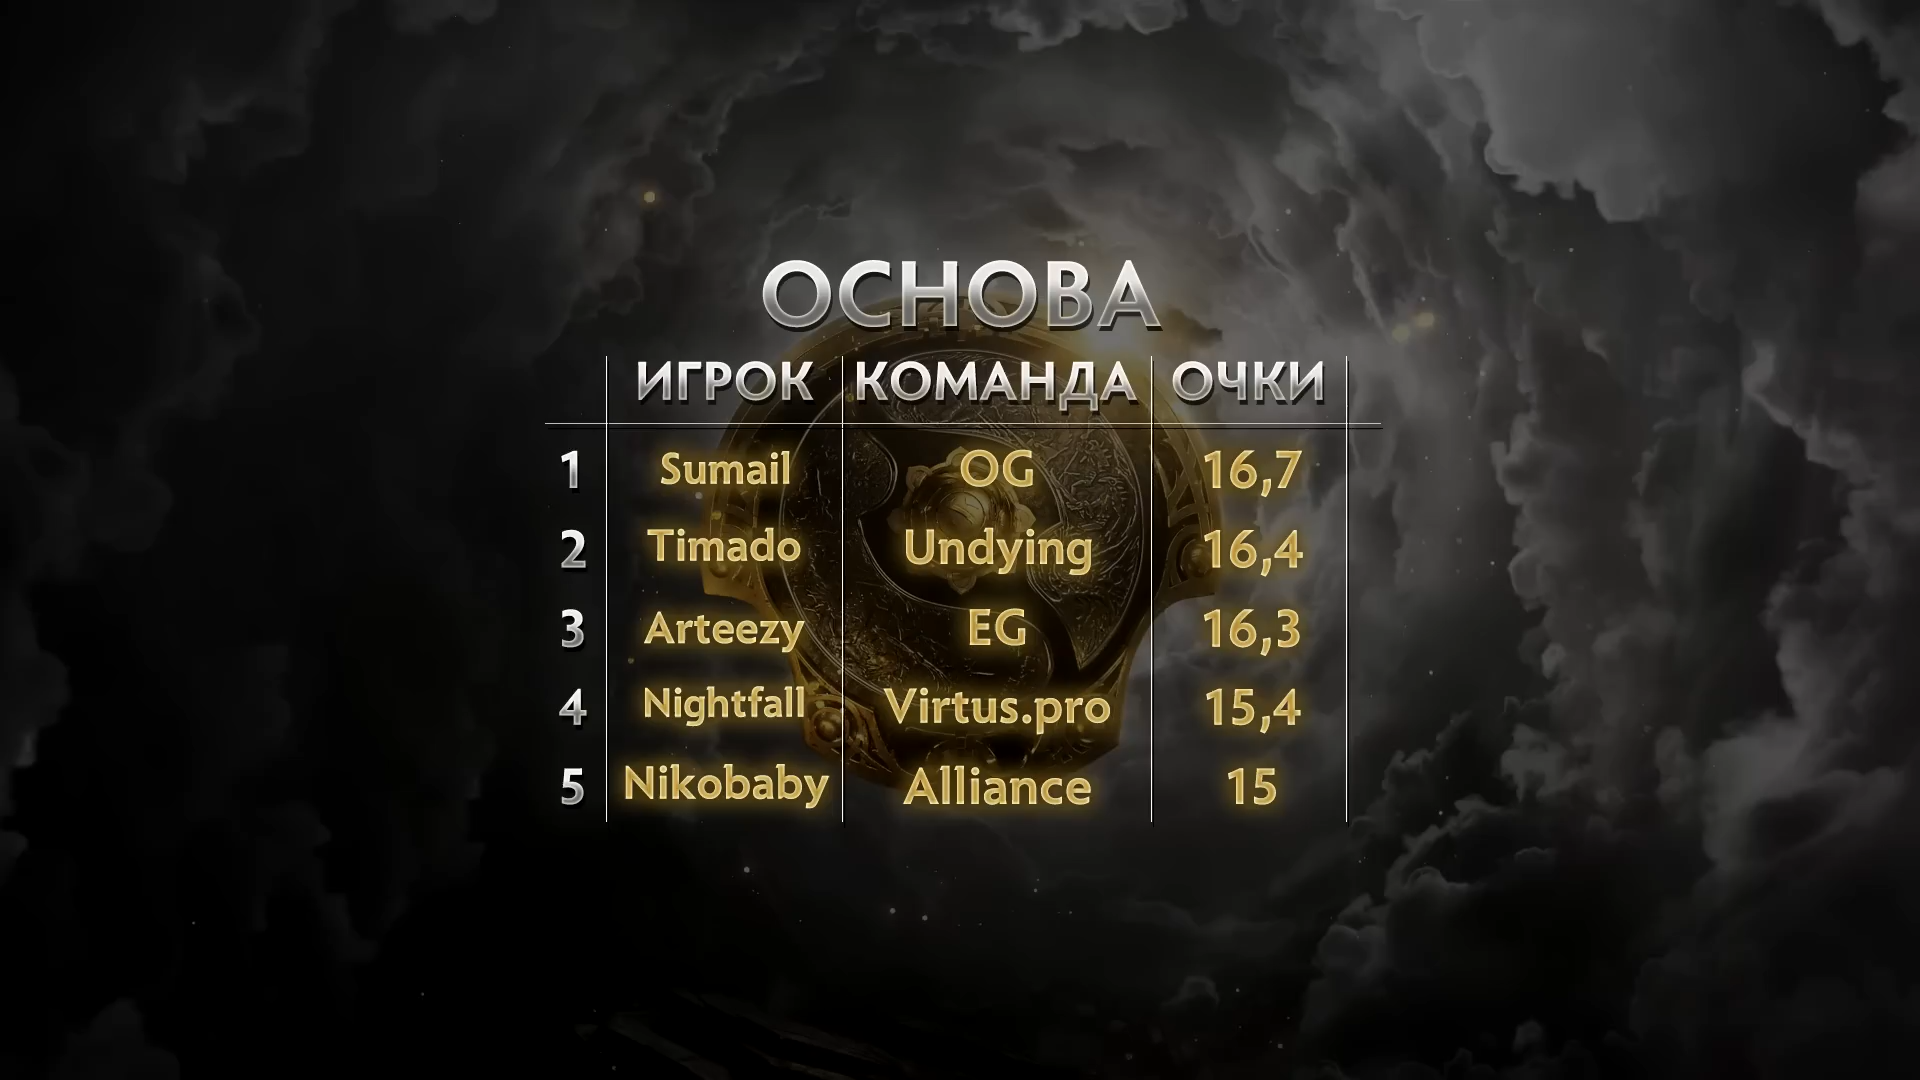 ОСНОВА
ИГРОК КОМАНДА ОЧКИ
1 Sumail OG 16,7
2 Timado Undying 16,4
3 Arteezy EG 16,3
4 Nightfall Virtus.pro 15,4
5 Nikobaby Alliance 15